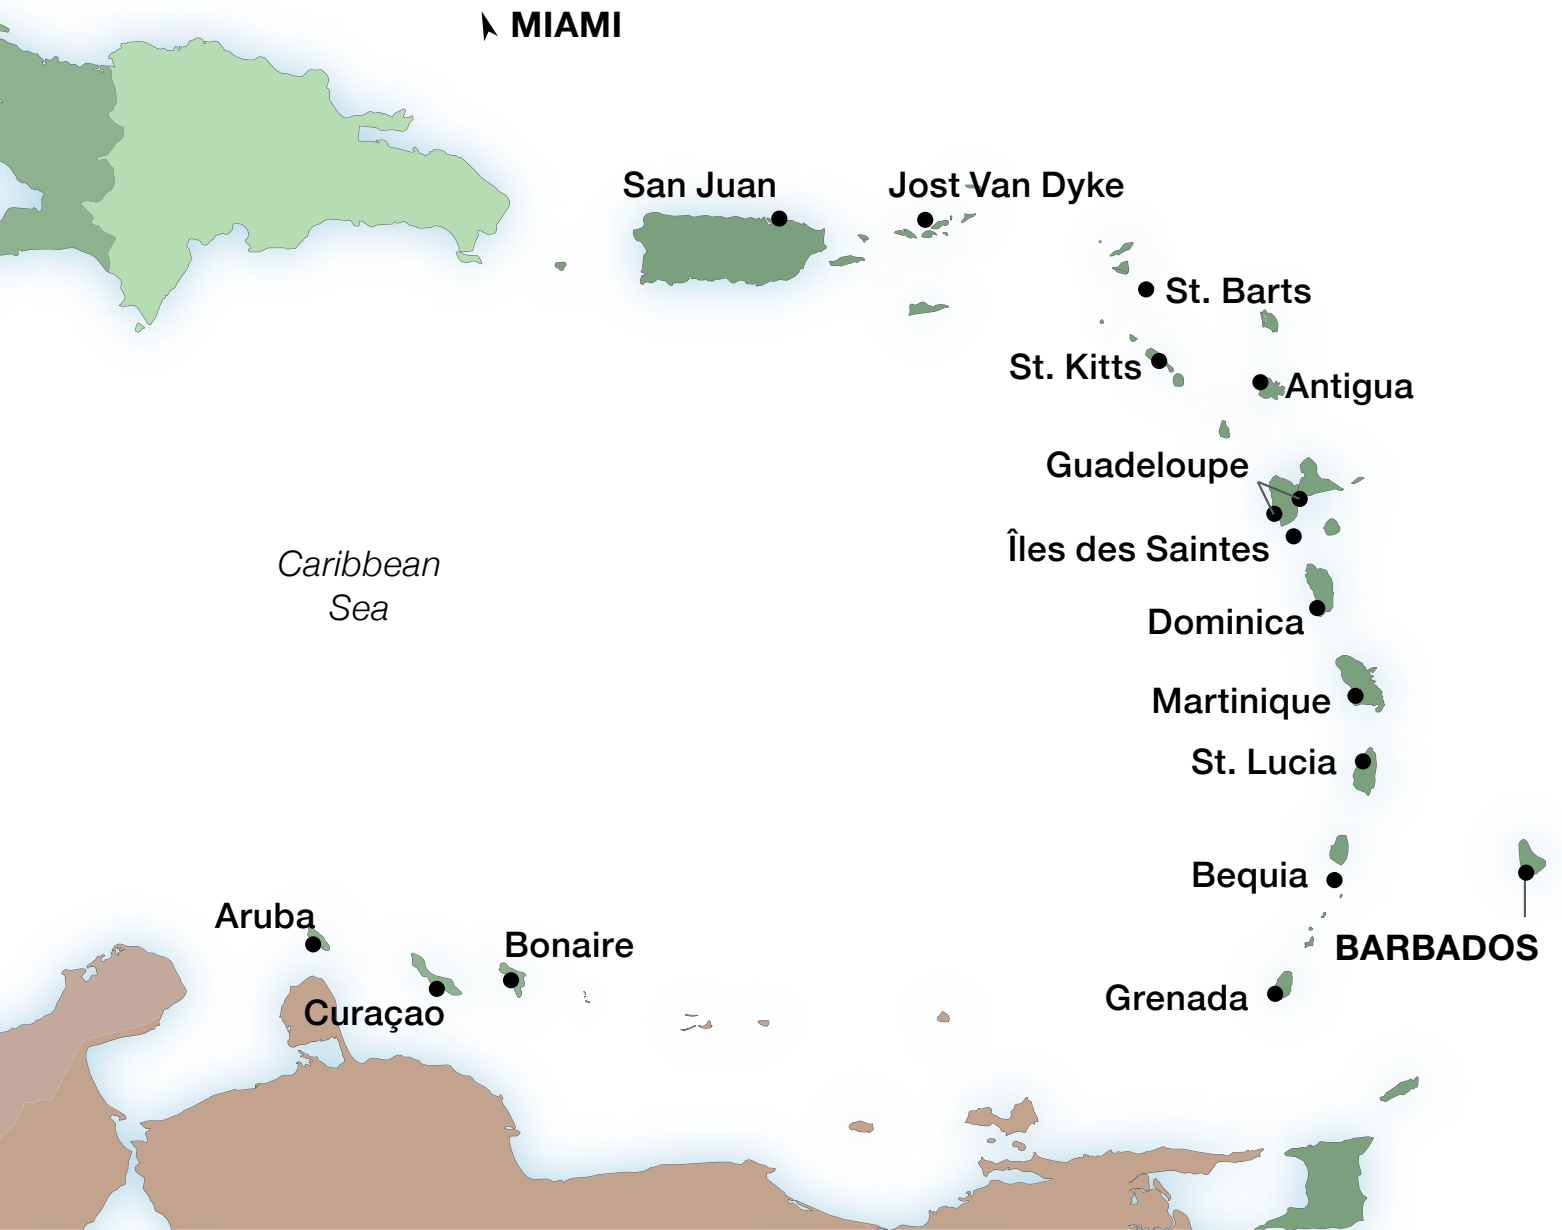 MIAMI
San Juan
Jost Van Dyke
St. Barts
St. Kitts
Antigua
Guadeloupe
Îles des Saintes
Caribbean
Sea
Dominica
Martinique
St. Lucia
Bequia
Aruba
Bonaire
BARBADOS
Grenada
Curaçao